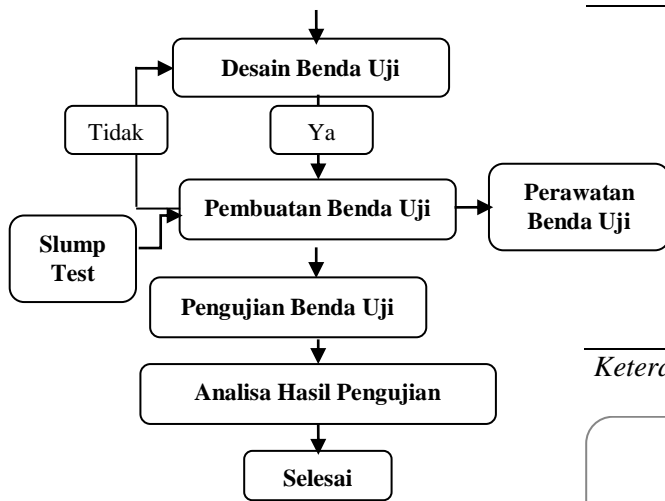 Desain Benda Uji
Tidak
Ya
Pembuatan Benda Uji
Perawatan
Benda Uji
Slump
Test
Pengujian Benda Uji
Analisa Hasil Pengujian
Selesai